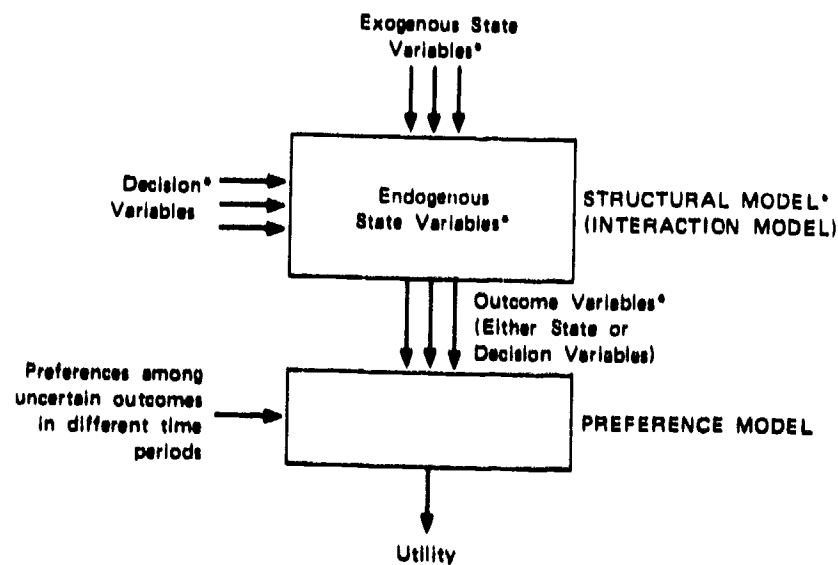 Exogenous State
Variables*
Decision*
Variables
Endogenous
State Variables*
STRUCTURAL MODEL*
(INTERACTION MODEL)
Outcome Variables*
(Either State or
Decision Variables)
Preferences among
uncertain outcomes
in different time
periods
PREFERENCE MODEL
Utility